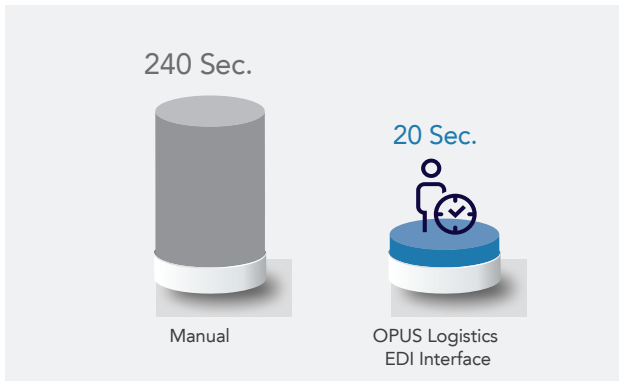 240 Sec.
20 Sec.
Manual
OPUS Logistics
EDI Interface